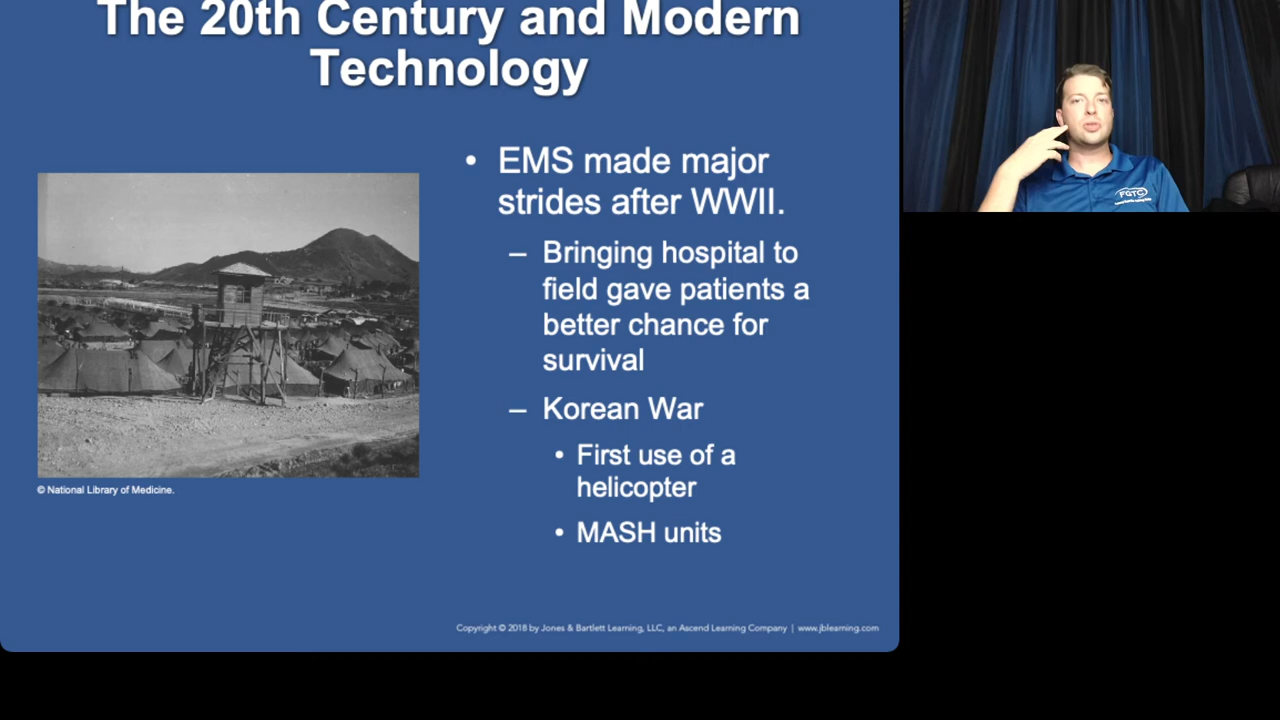 The 20th Century and Modern
Technology
• EMS made major
strides after WWII.
– Bringing hospital to
field gave patients a
better chance for
survival
– Korean War
• First use of a
helicopter
• MASH units
© National Library of Medicine.
Copyright © 2018 by Jones & Bartlett Learning, LLC, an Ascend Learning Company | www.jblearning.com
FGTC